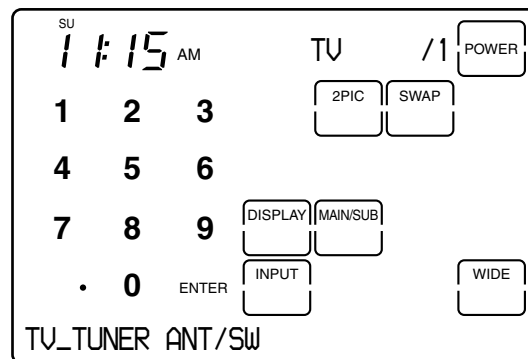 SU
11:15 AM TV /1 POWER
1 2 3 2PIC SWAP
4 5 6
7 8 9 DISPLAY MAIN/SUB
· 0 ENTER INPUT WIDE
TV_TUNER ANT/SW